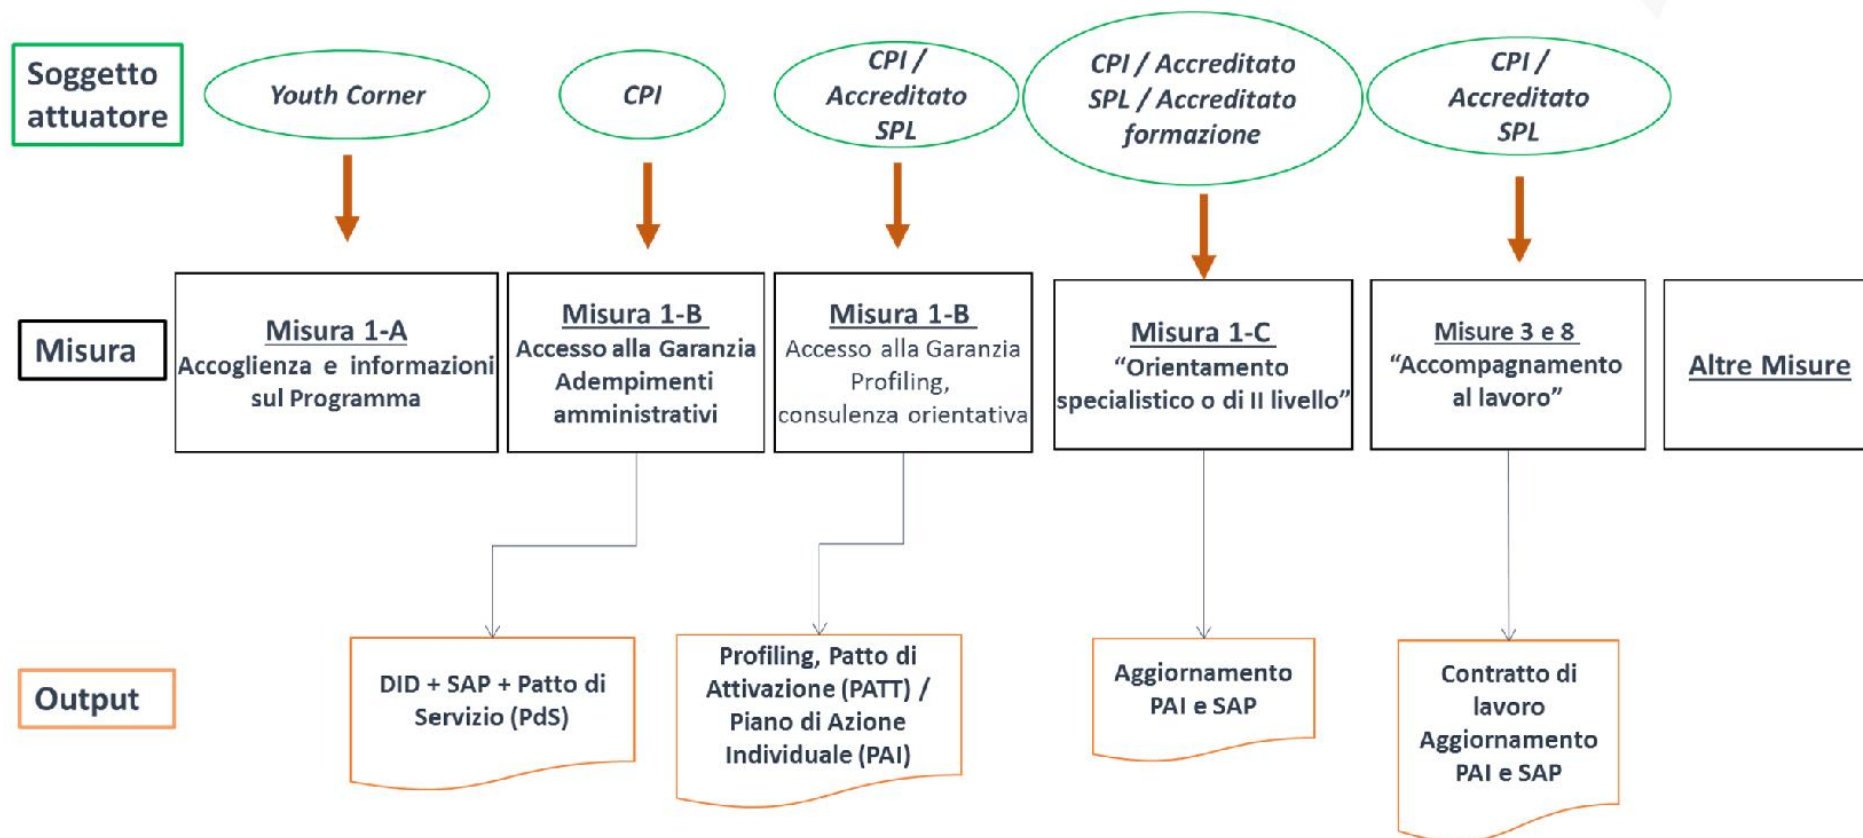 Soggetto
attuatore
Youth Corner
CPI
CPI /
Accreditato
SPL
CPI / Accreditato
SPL / Accreditato
formazione
CPI /
Accreditato
SPL
Misura
Misura 1-A
Accoglienza e informazioni
sul Programma
Misura 1-B
Accesso alla Garanzia
Adempimenti
amministrativi
Misura 1-B
Accesso alla Garanzia
Profiling,
consulenza orientativa
Misura 1-C
“Orientamento
specialistico o di II livello”
Misure 3 e 8
“Accompagnamento
al lavoro”
Altre Misure
Output
DID + SAP + Patto di
Servizio (PdS)
Profiling, Patto di
Attivazione (PATT) /
Piano di Azione
Individuale (PAI)
Aggiornamento
PAI e SAP
Contratto di
lavoro
Aggiornamento
PAI e SAP